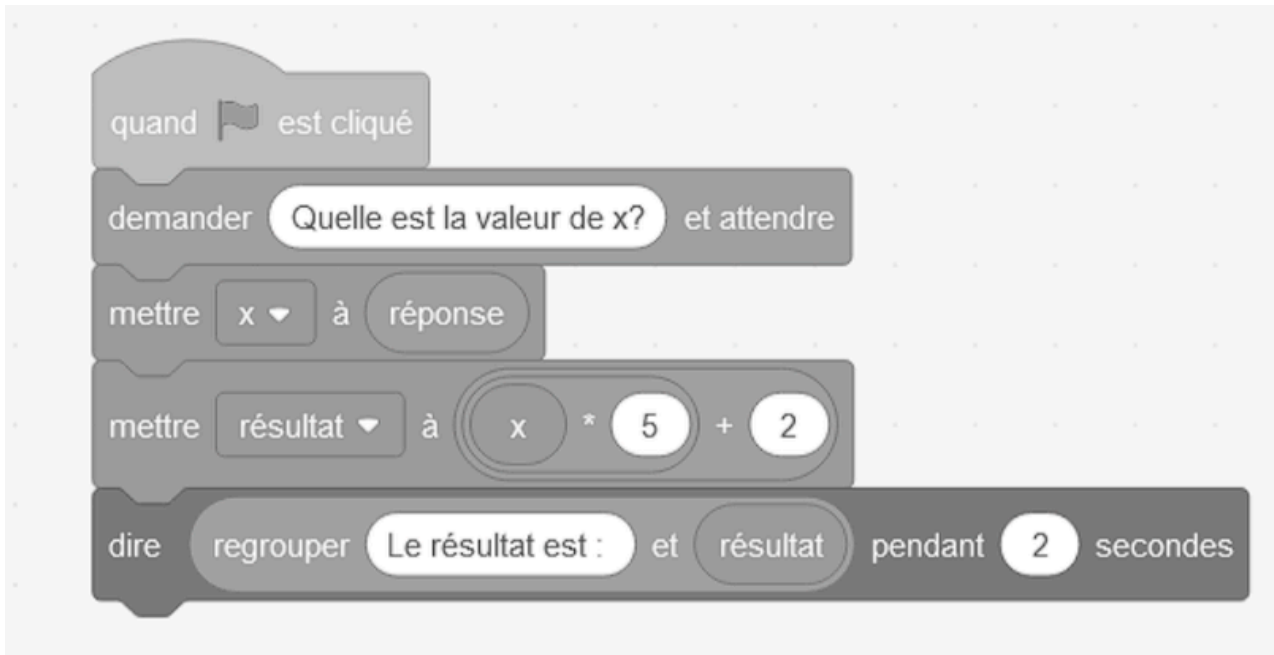 quand est cliqué
demander Quelle est la valeur de x? et attendre
mettre x à réponse
mettre résultat à x * 5 + 2
dire regrouper Le résultat est : et résultat pendant 2 secondes